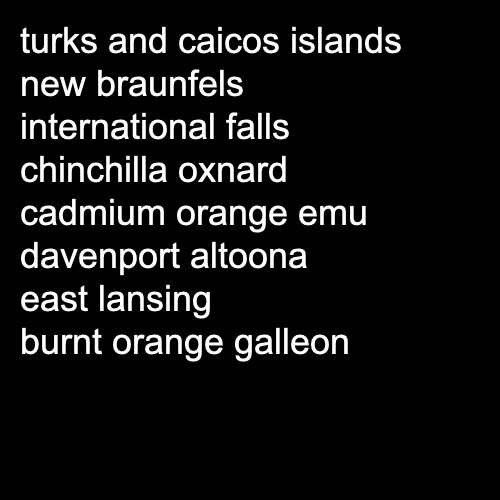 turks and caicos islands
new braunfels
international falls
chinchilla oxnard
cadmium orange emu
davenport altoona
east lansing
burnt orange galleon